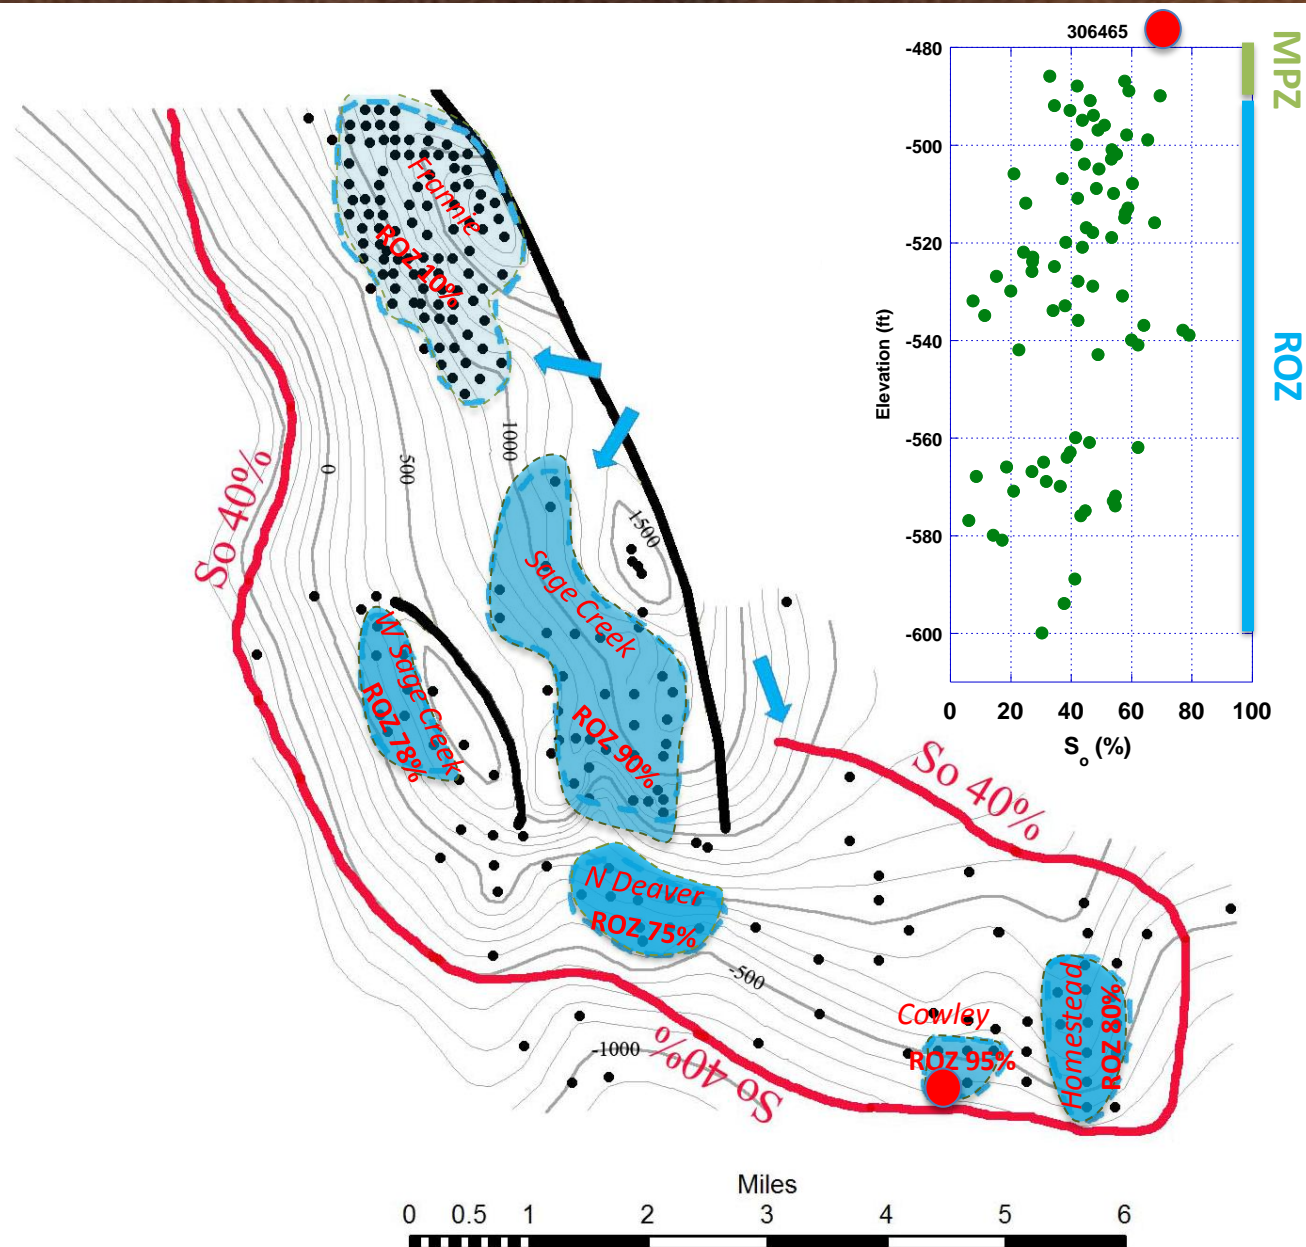 306465
MPZ
ROZ
-480
-500
-520
-540
-560
-580
-600
Elevation (ft)
0 20 40 60 80 100
So (%)
Frannie
ROZ 10%
So 40%
0
500
1000
1500
Sage Creek
ROZ 90%
W Sage Creek
ROZ 78%
So 40%
N Deaver
ROZ 75%
-500
-1000
So 40%
Cowley
ROZ 95%
Homestead
ROZ 80%
Miles
0 0.5 1 2 3 4 5 6